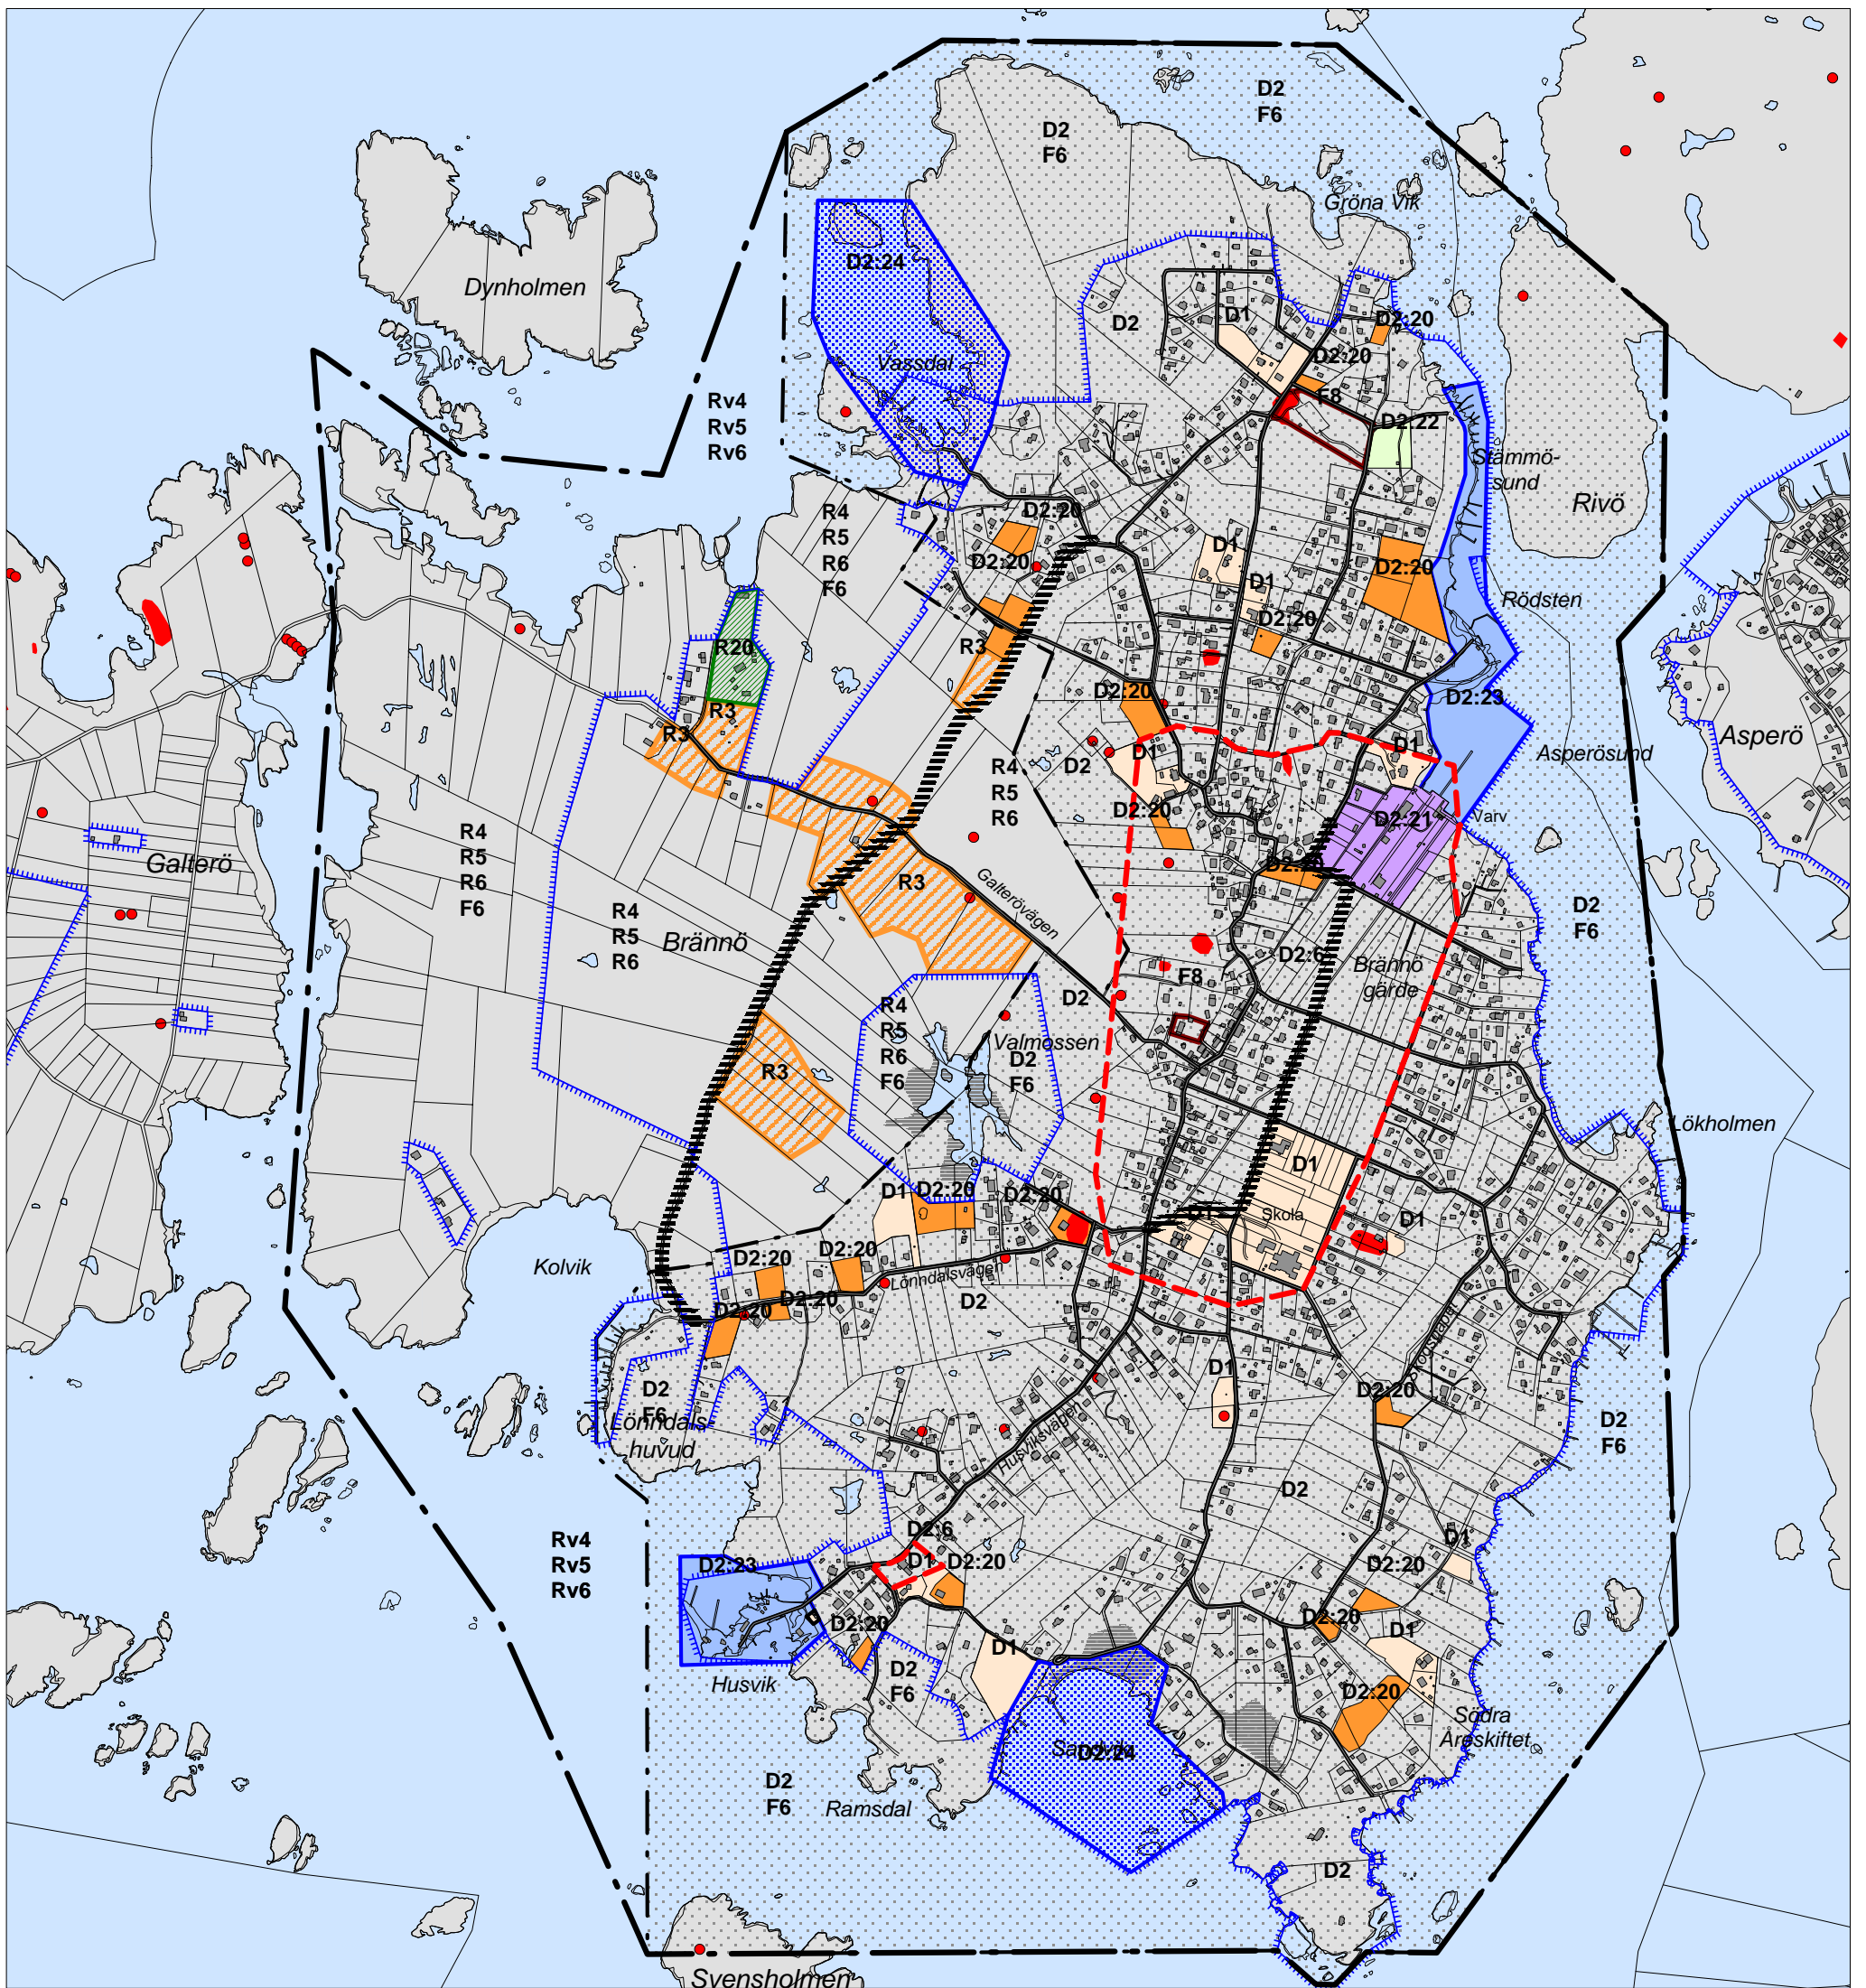 D2
F6
D2
F6
Gröna Vik
D2:24
Dynholmen
D2
D1
D2:20
D2:20
Vassdal
F8
Rv4
Rv5
Rv6
D2:22
Stämmö-
sund
Rivö
R4
R5
R6
F6
D2:20
D2:20
D1
D1
D2:20
D2:20
Rödsten
R20
R3
D2:20
D2:23
R3
R3
D1
D1
Asperösund
Asperö
R4
R5
R6
D2
D2:20
D2:21
Varv
R4
R5
R6
F6
Galterö
D2:20
R3
Galterövägen
R4
R5
R6
Brännö
D2
F6
D2:6
Brännö
gärde
F8
D2
R4
R5
R6
F6
Valmossen
D2
F6
R3
Lökholmen
D1
D1
D2:20
D2:20
D1
Skola
D1
Kolvik
D2:20
D2:20
Lönndalsvägen
D2:20
D2:20
D2
Skogsvägen
D2
F6
Lönndals-
huvud
D1
D2:20
D2
F6
Husviksvägen
D2
Rv4
Rv5
Rv6
D2:6
D1
D2:20
D2:23
D1
D2:20
D2:20
D2:20
D1
D1
D2
F6
Husvik
D2:20
Södra
Åreskiftet
D2:24
D2
F6
Ramsdal
D2
Svensholmen